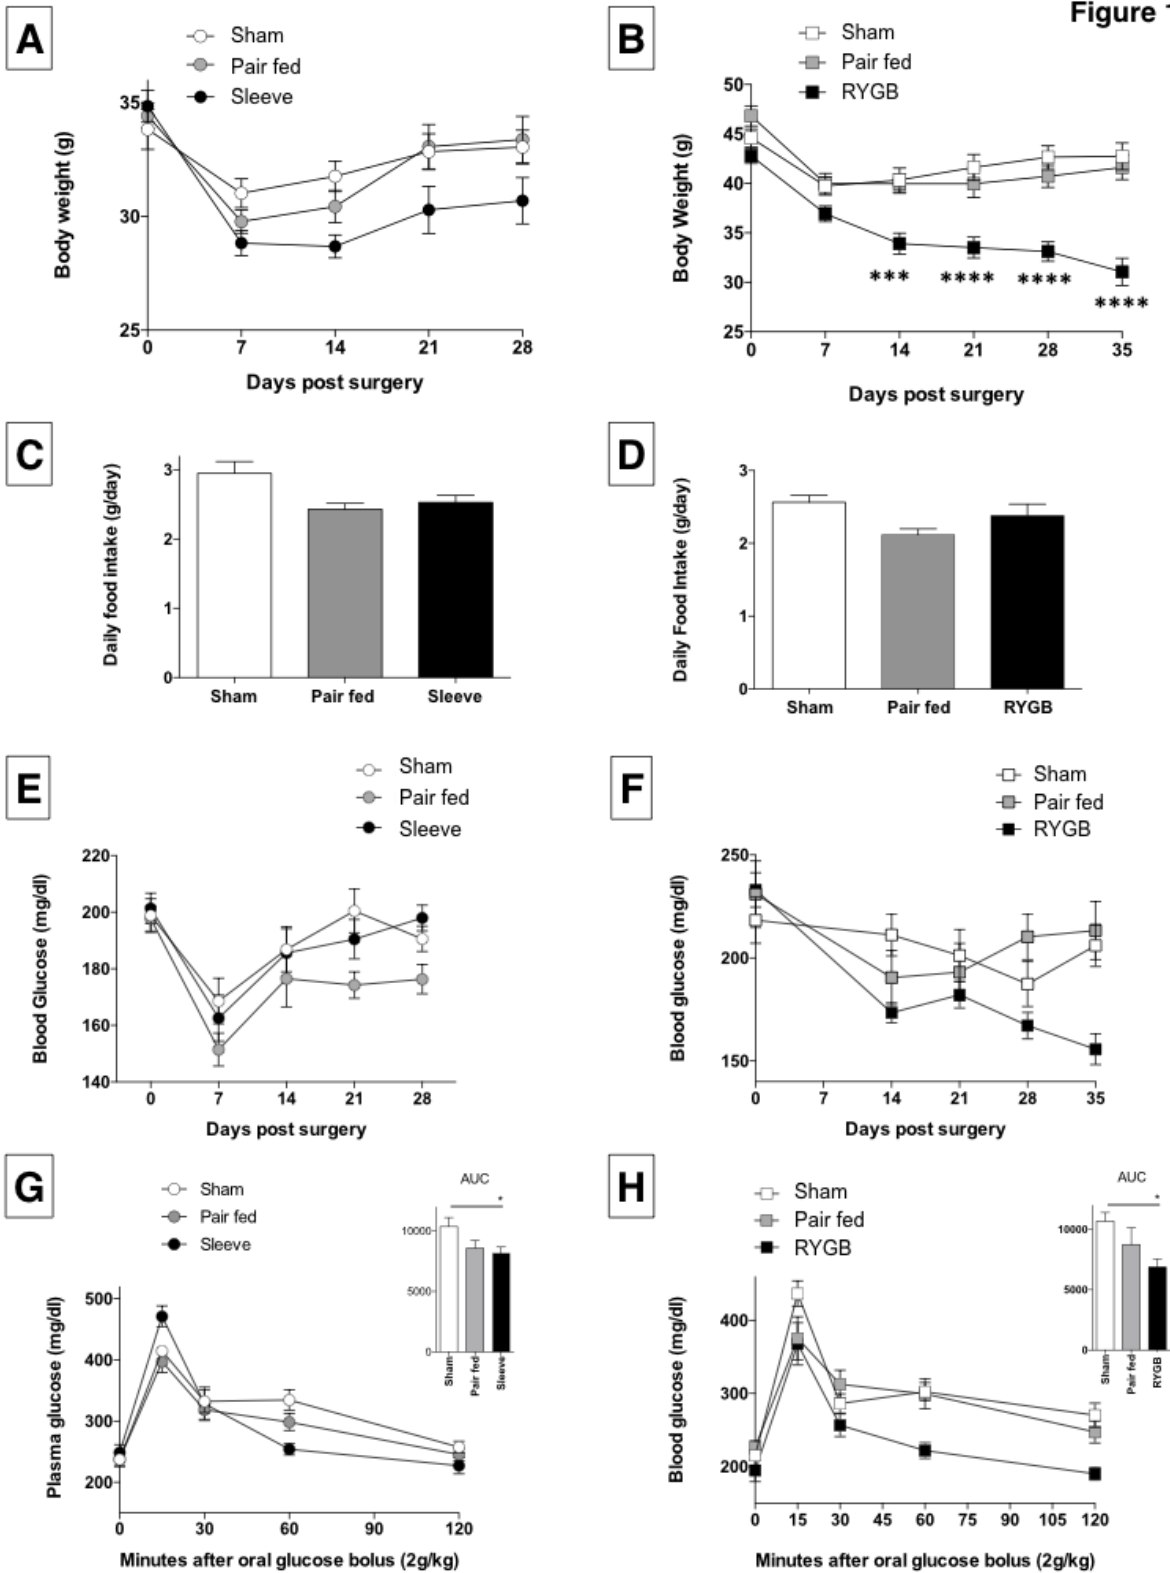 Figure 1
A
Sham
Pair fed
Sleeve
Body weight (g)
35
30
25
0 7 14 21 28
Days post surgery
B
Sham
Pair fed
RYGB
Body Weight (g)
50
45
40
35
30
25
*** **** **** ****
0 7 14 21 28 35
Days post surgery
C
Daily food intake (g/day)
3
2
1
0
Sham Pair fed Sleeve
D
Daily Food Intake (g/day)
3
2
1
0
Sham Pair fed RYGB
E
Sham
Pair fed
Sleeve
Blood Glucose (mg/dl)
220
200
180
160
140
0 7 14 21 28
Days post surgery
F
Sham
Pair fed
RYGB
Blood glucose (mg/dl)
250
200
150
0 7 14 21 28 35
Days post surgery
G
Sham
Pair fed
Sleeve
AUC
*
10000
5000
0
Sham Pair fed Sleeve
Plasma glucose (mg/dl)
500
400
300
200
0 30 60 90 120
Minutes after oral glucose bolus (2g/kg)
H
Sham
Pair fed
RYGB
AUC
*
10000
5000
0
Sham Pair fed RYGB
Blood glucose (mg/dl)
400
300
200
0 15 30 45 60 75 90 105 120
Minutes after oral glucose bolus (2g/kg)